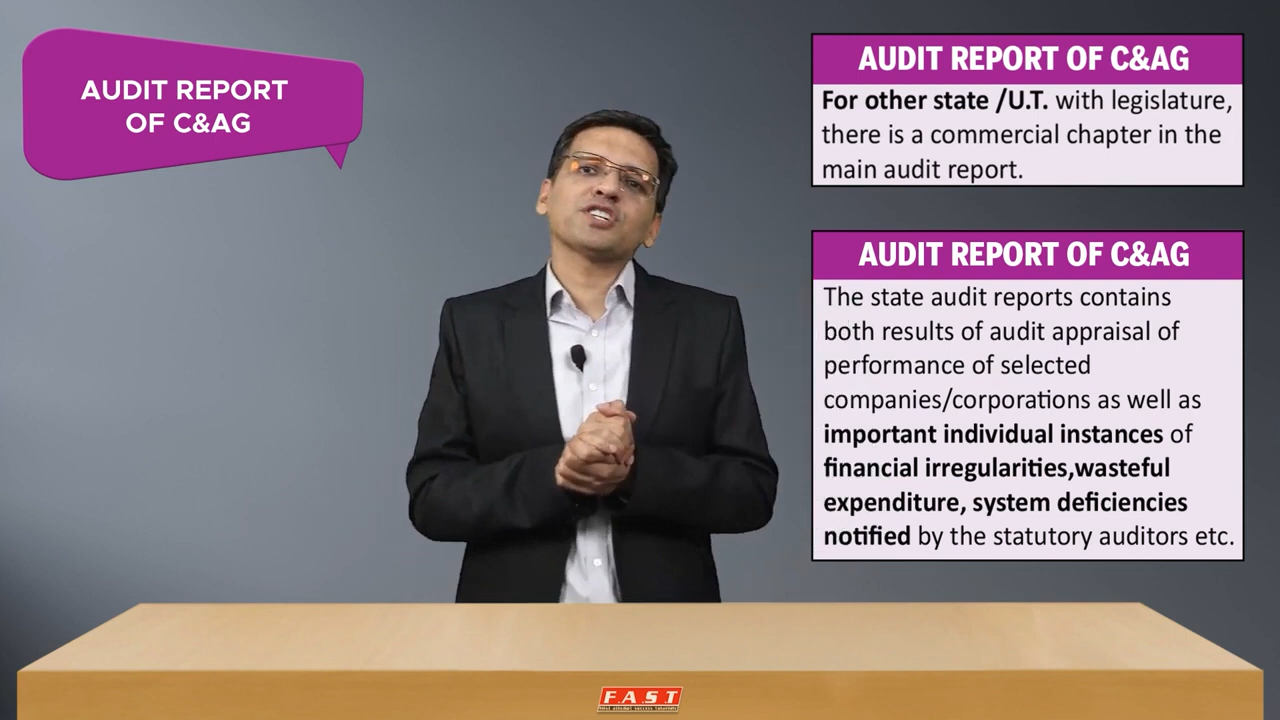 AUDIT REPORT
OF C&AG
AUDIT REPORT OF C&AG
For other state /U.T. with legislature,
there is a commercial chapter in the
main audit report.
AUDIT REPORT OF C&AG
The state audit reports contains
both results of audit appraisal of
performance of selected
companies/corporations as well as
important individual instances of
financial irregularities,wasteful
expenditure, system deficiencies
notified by the statutory auditors etc.
F.A.S.T